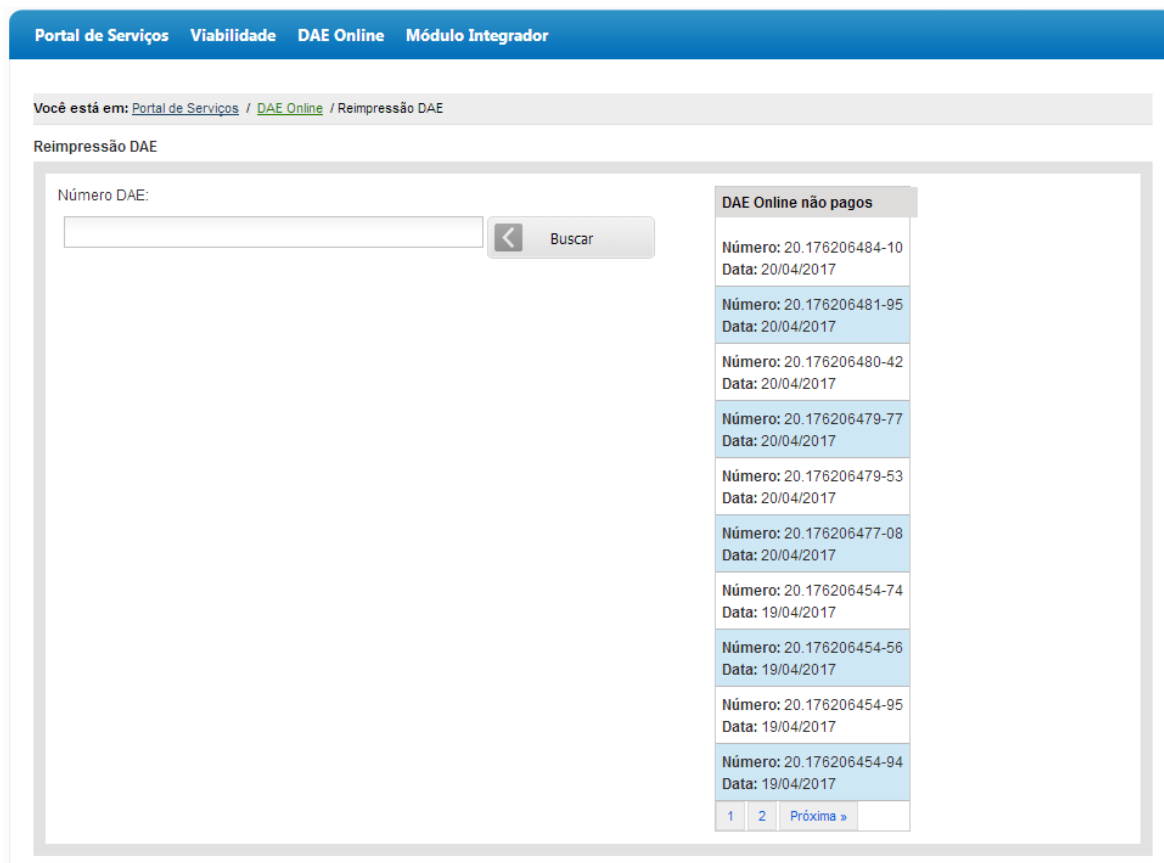 Portal de Serviços Viabilidade DAE Online Módulo Integrador
Você está em: Portal de Serviços / DAE Online / Reimpressão DAE
Reimpressão DAE
Número DAE:
Buscar
DAE Online não pagos
Número: 20.176206484-10
Data: 20/04/2017
Número: 20.176206481-95
Data: 20/04/2017
Número: 20.176206480-42
Data: 20/04/2017
Número: 20.176206479-77
Data: 20/04/2017
Número: 20.176206479-53
Data: 20/04/2017
Número: 20.176206477-08
Data: 20/04/2017
Número: 20.176206454-74
Data: 19/04/2017
Número: 20.176206454-56
Data: 19/04/2017
Número: 20.176206454-95
Data: 19/04/2017
Número: 20.176206454-94
Data: 19/04/2017
1 2 Próxima »